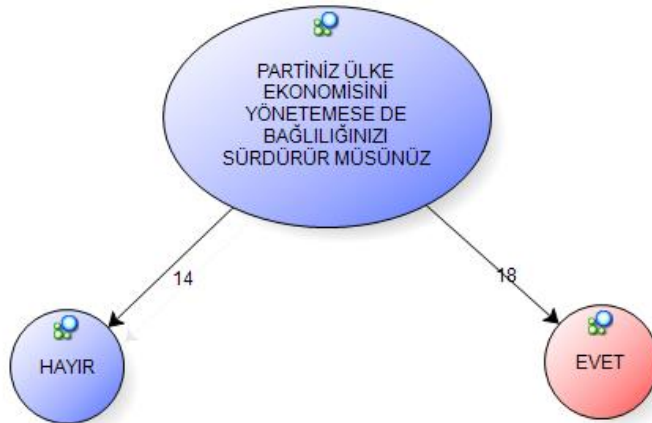 PARTİNİZ ÜLKE
EKONOMİSİNİ
YÖNETEMESE DE
BAĞLILIĞINIZI
SÜRDÜRÜR MÜSÜNÜZ
14
18
HAYIR
EVET